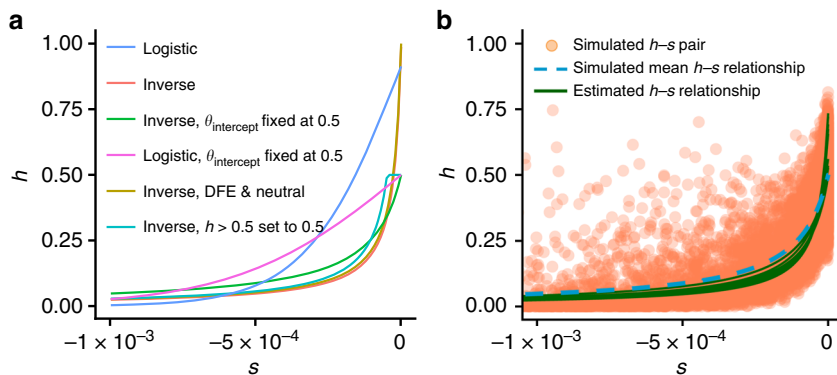 a
1.00
0.75
0.50
0.25
0.00
h
Logistic
Inverse
Inverse, θintercept fixed at 0.5
Logistic, θintercept fixed at 0.5
Inverse, DFE & neutral
Inverse, h > 0.5 set to 0.5
−1 × 10−3
−5 × 10−4
0
s
b
1.00
0.75
0.50
0.25
0.00
h
Simulated h–s pair
Simulated mean h–s relationship
Estimated h–s relationship
−1 × 10−3
−5 × 10−4
0
s